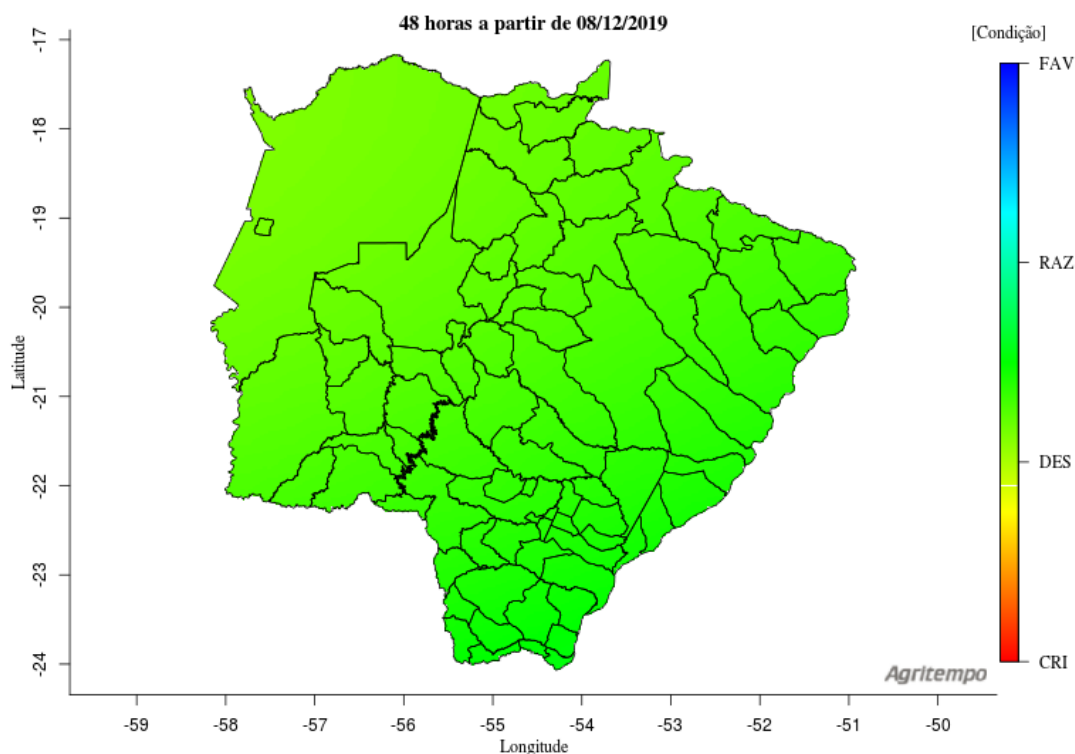 48 horas a partir de 08/12/2019
[Condição]
FAV
RAZ
DES
CRI
Latitude
-17
-18
-19
-20
-21
-22
-23
-24
Agritempo
-59
-58
-57
-56
-55
-54
-53
-52
-51
-50
Longitude